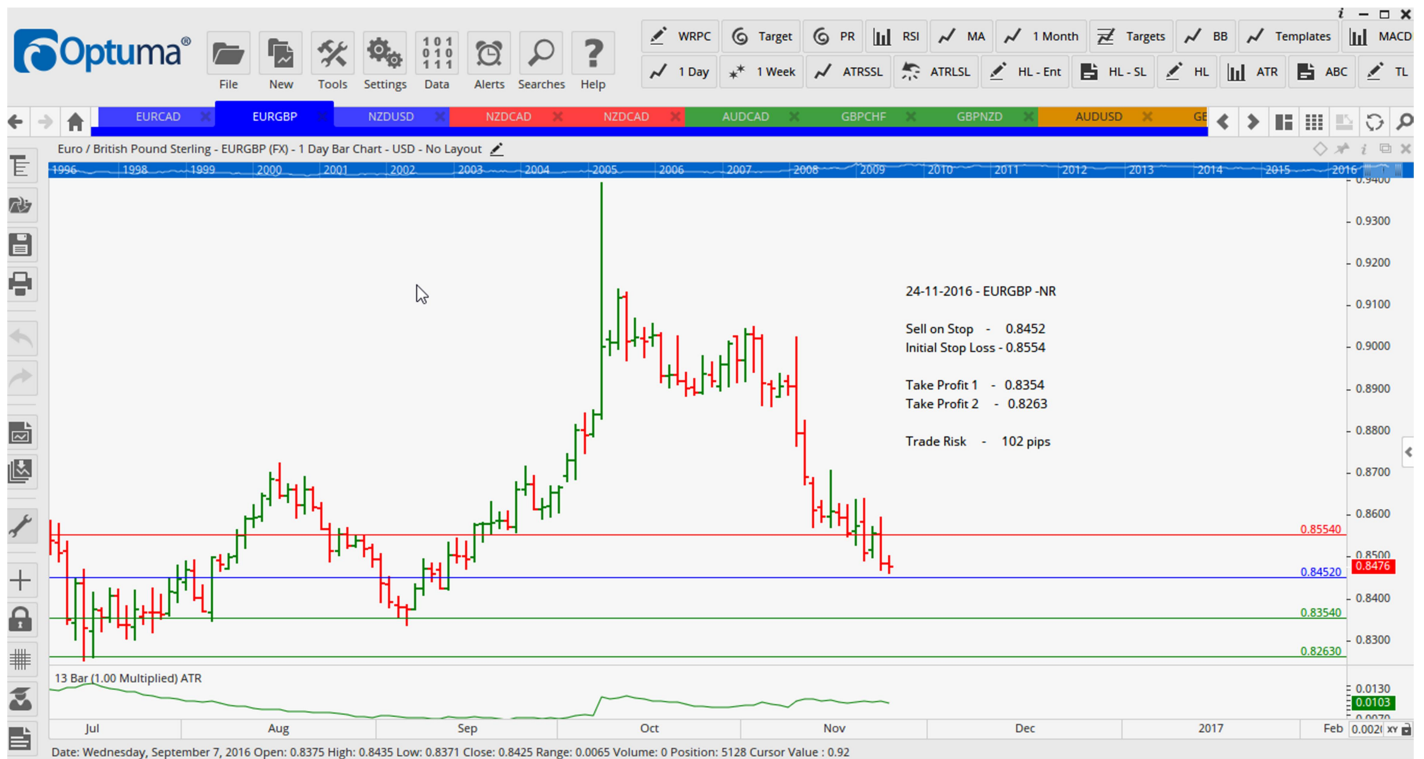 Optuma®
File New Tools Settings Data Alerts Searches Help
WRPC Target PR RSI MA 1 Month Targets BB Templates MACD
1 Day 1 Week ATRSSL ATRLSL HL - Ent HL - SL HL ATR ABC TL
EURCAD EURGBP NZDUSD NZDCAD NZDCAD AUDCAD GBPCHF GBPNZD AUDUSD
Euro / British Pound Sterling - EURGBP (FX) - 1 Day Bar Chart - USD - No Layout
1996 1998 1999 2000 2001 2002 2003 2004 2005 2006 2007 2008 2009 2010 2011 2012 2013 2014 2015 2016
0.9400
0.9300
0.9200
24-11-2016 - EURGBP -NR
0.9100
Sell on Stop - 0.8452
Initial Stop Loss - 0.8554
0.9000
Take Profit 1 - 0.8354
0.8900
Take Profit 2 - 0.8263
0.8800
Trade Risk - 102 pips
0.8700
0.8600
0.85540
0.8500
0.8476
0.84520
0.8400
0.83540
0.8300
0.82630
13 Bar (1.00 Multiplied) ATR
0.0130
0.0103
Jul Aug Sep Oct Nov Dec 2017 Feb XY
Date: Wednesday, September 7, 2016 Open: 0.8375 High: 0.8435 Low: 0.8371 Close: 0.8425 Range: 0.0065 Volume: 0 Position: 5128 Cursor Value : 0.92